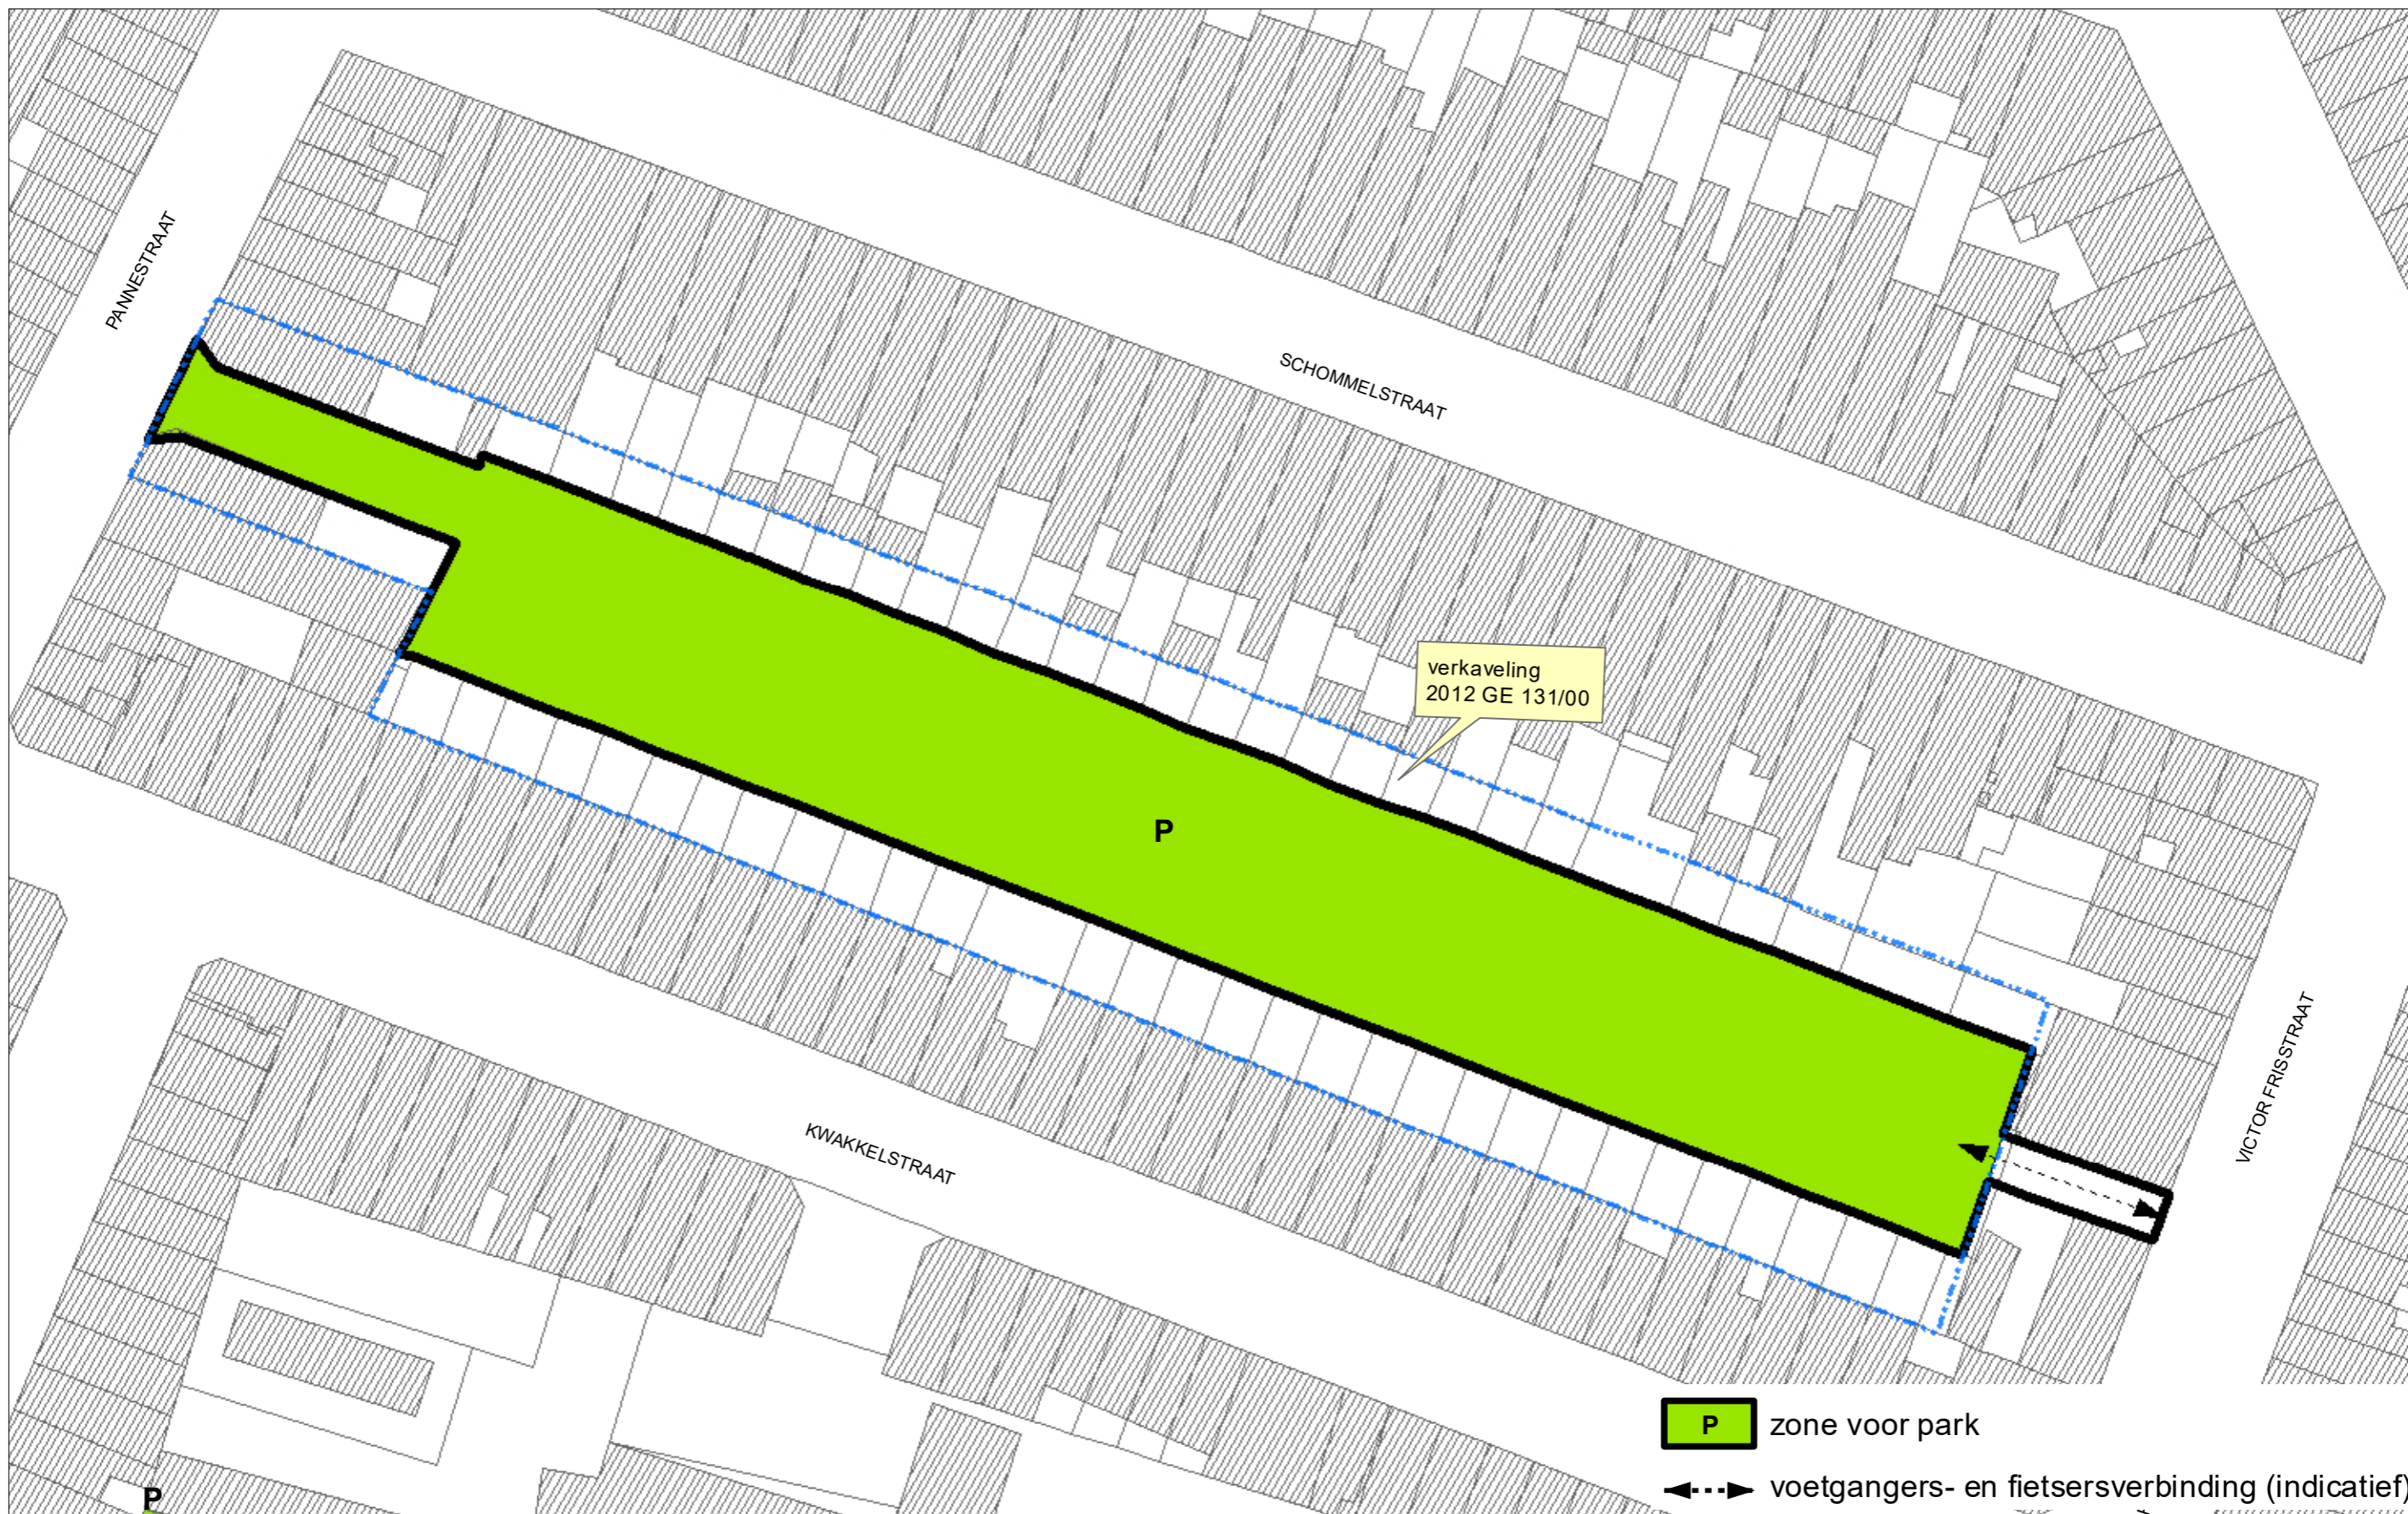 PANNESTRAAT
SCHOMMELSTRAAT
verkaveling
2012 GE 131/00
P
VICTOR FRISSTRAAT
KWAKKELSTRAAT
P zone voor park
voetgangers- en fietsersverbinding (indicatief)
P